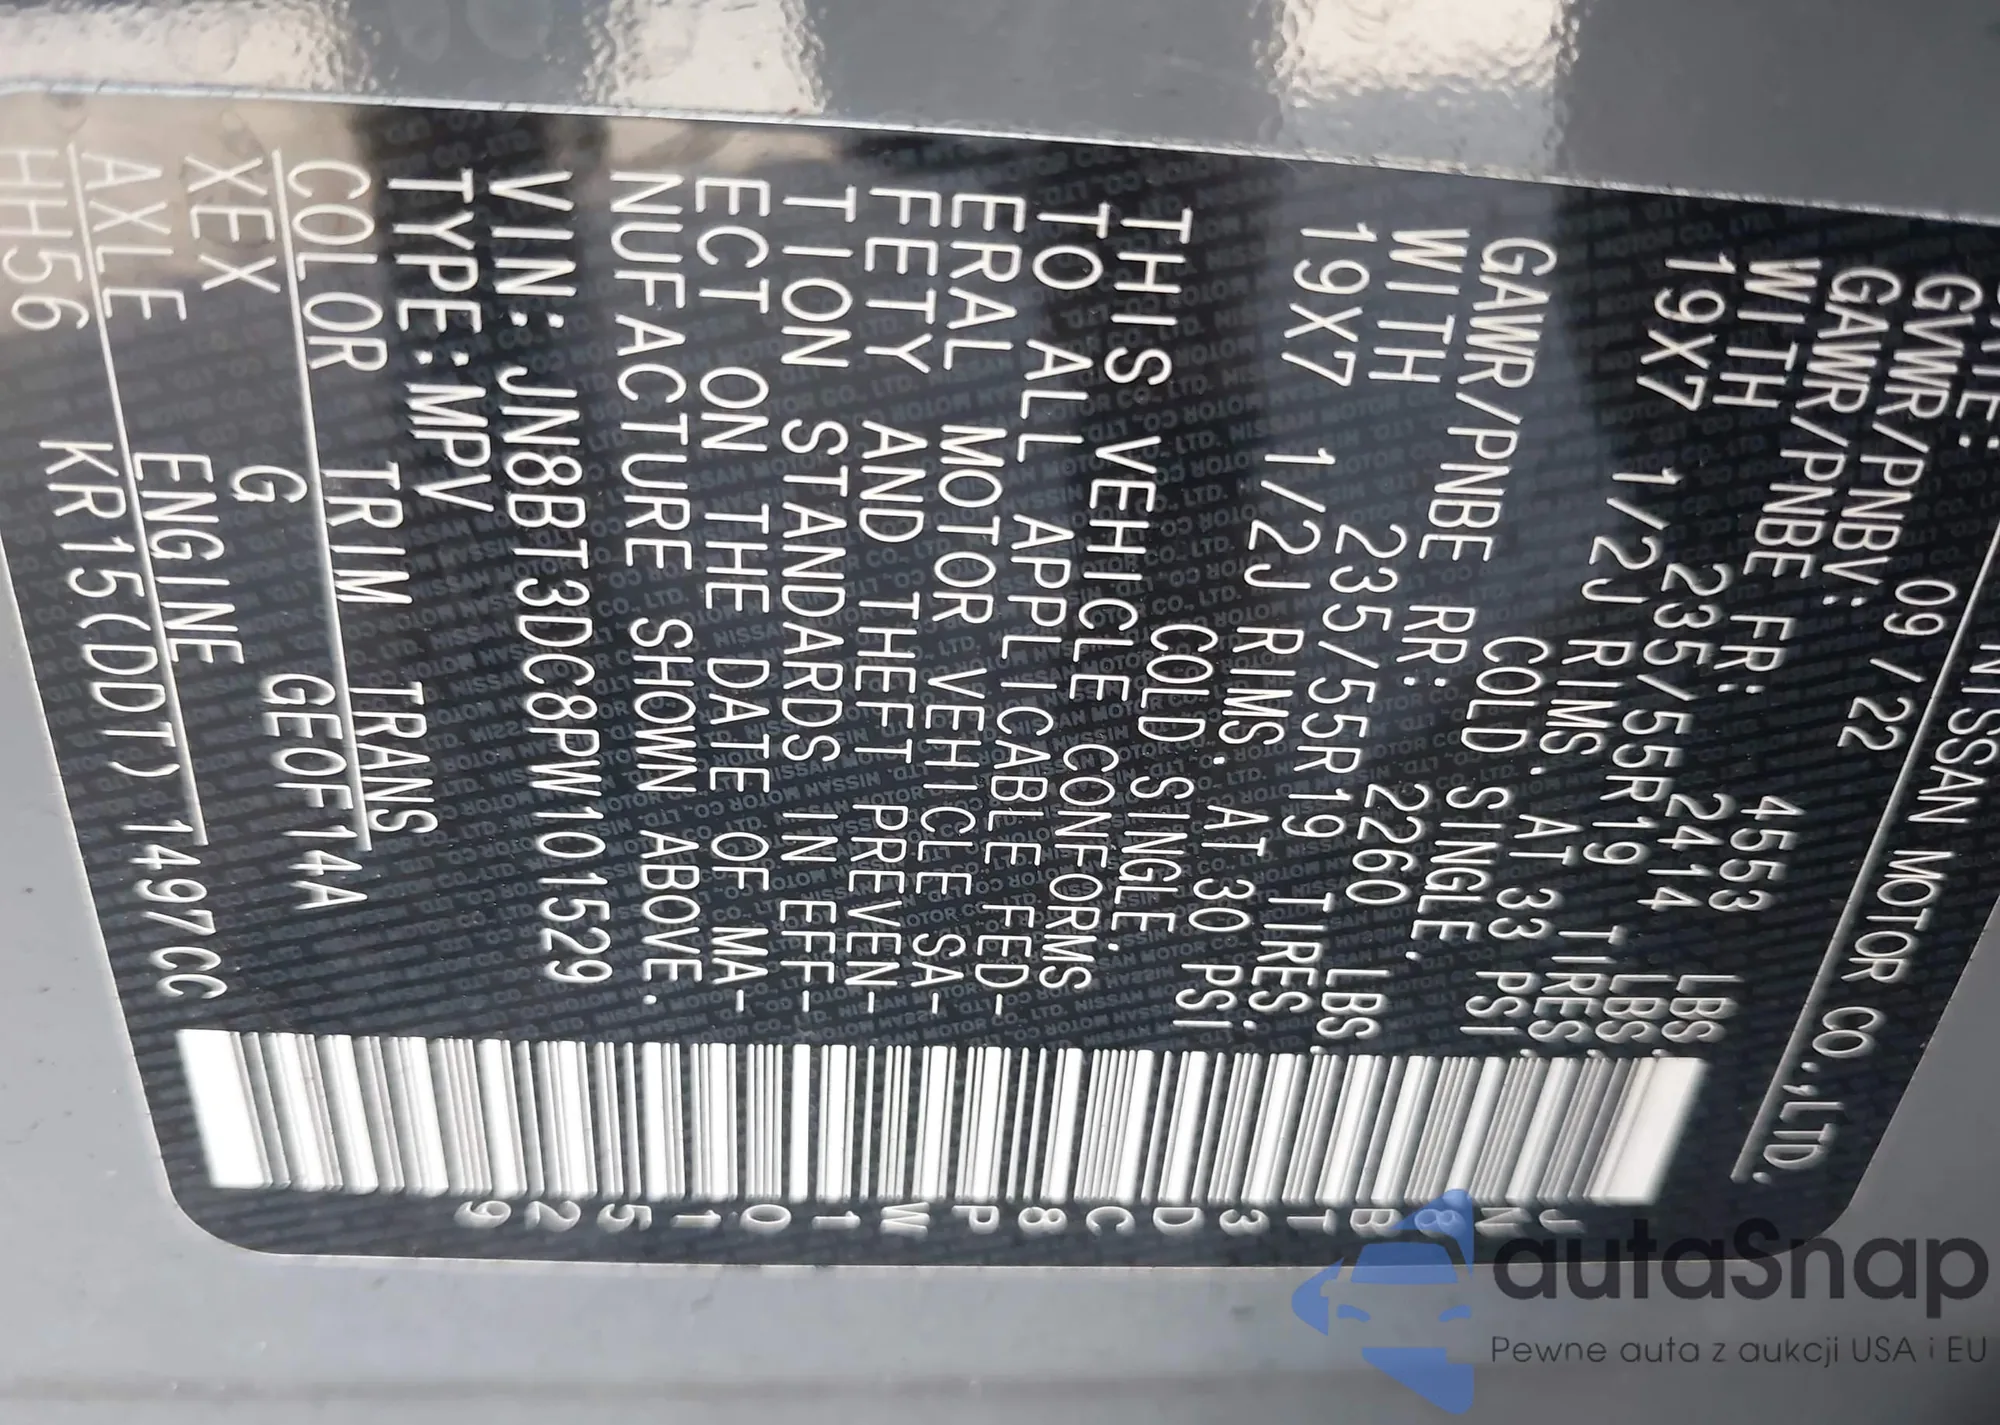 NISSAN MOTOR CO.,LTD.
DATE: 09 /22
GVWR/PNBV: 4553 LBS.
GAWR/PNBE FR: 2414 LBS.
WITH 235/55R19 TIRES.
19X7 1/2J RIMS. AT 33 PSI
COLD. SINGLE.
GAWR/PNBE RR: 2260 LBS.
WITH 235/55R19 TIRES.
19X7 1/2J RIMS. AT 30 PSI
COLD. SINGLE.
THIS VEHICLE CONFORMS
TO ALL APPLICABLE FED-
ERAL MOTOR VEHICLE SA-
FETY AND THEFT PREVEN-
TION STANDARDS IN EFF-
ECT ON THE DATE OF MA-
NUFACTURE SHOWN ABOVE.
VIN: JN8BT3DC8PW101529
TYPE:MPV
COLOR TRIM TRANS
XEX G GE0F14A
AXLE ENGINE
HH56 KR15(DDT) 1497CC
JN8BT3DC8PW101529
autaSnap
Pewne auta z aukcji USA i EU